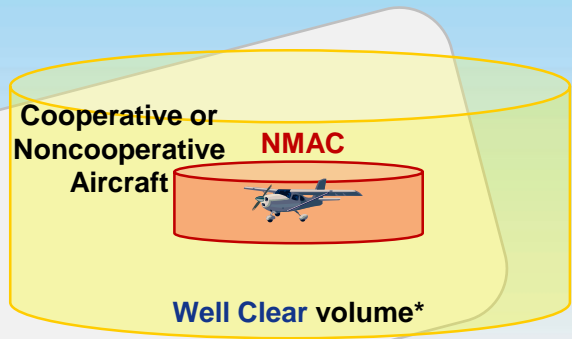 Cooperative or
Noncooperative
Aircraft
NMAC
Well Clear volume*